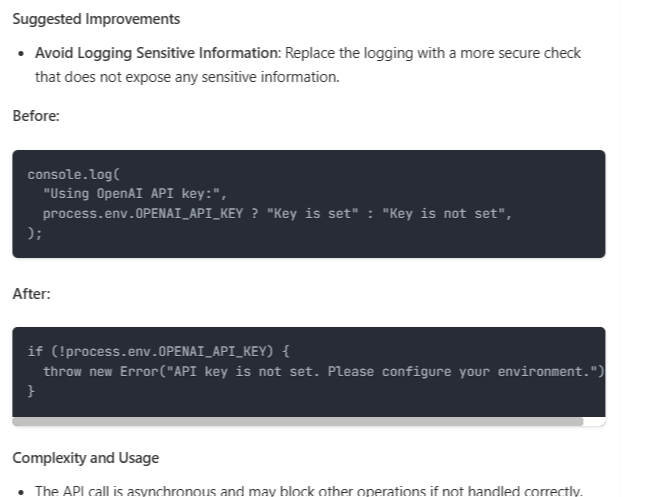 Suggested Improvements
• Avoid Logging Sensitive Information: Replace the logging with a more secure check
that does not expose any sensitive information.
Before:
console.log(
  "Using OpenAI API key:",
  process.env.OPENAI_API_KEY ? "Key is set" : "Key is not set",
);
After:
if (!process.env.OPENAI_API_KEY) {
  throw new Error("API key is not set. Please configure your environment.")
}
Complexity and Usage
• The API call is asynchronous and may block other operations if not handled correctly.